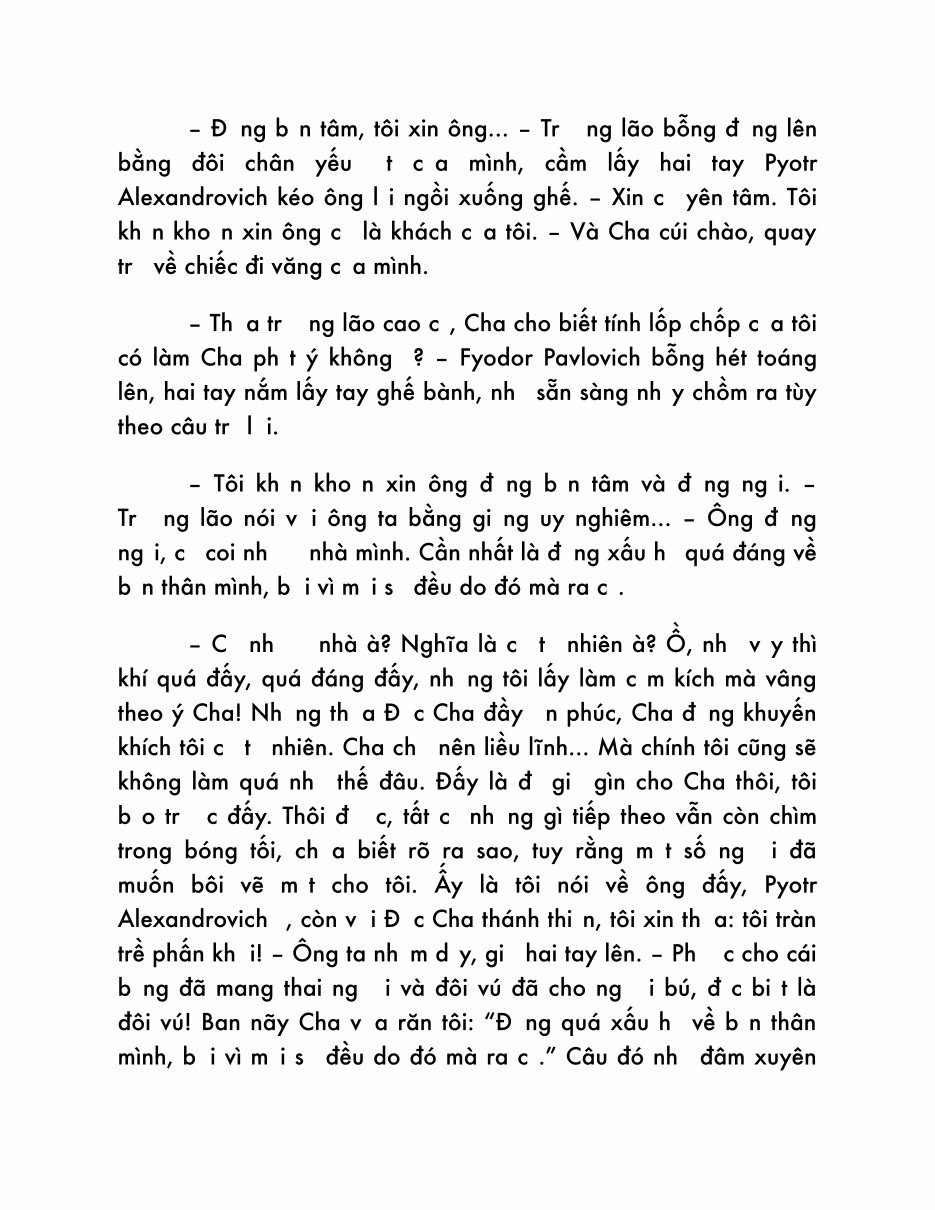 – Đ ng b n tâm, tôi xin ông... – Tr ng lão bỗng đ ng lên
bằng đôi chân yếu t c a mình, cầm lấy hai tay Pyotr
Alexandrovich kéo ông l i ngồi xuống ghế. – Xin c yên tâm. Tôi
kh n kho n xin ông c là khách c a tôi. – Và Cha cúi chào, quay
tr về chiếc đi văng c a mình.
– Th a tr ng lão cao c , Cha cho biết tính lốp chốp c a tôi
có làm Cha ph t ý không ? – Fyodor Pavlovich bỗng hét toáng
lên, hai tay nắm lấy tay ghế bành, nh sẵn sàng nh y chồm ra tùy
theo câu tr l i.
– Tôi kh n kho n xin ông đ ng b n tâm và đ ng ng i. –
Tr ng lão nói v i ông ta bằng gi ng uy nghiêm... – Ông đ ng
ng i, c coi nh nhà mình. Cần nhất là đ ng xấu h quá đáng về
b n thân mình, b i vì m i s đều do đó mà ra c .
– C nh nhà à? Nghĩa là c t nhiên à? Ồ, nh v y thì
khí quá đấy, quá đáng đấy, nh ng tôi lấy làm c m kích mà vâng
theo ý Cha! Nh ng th a Đ c Cha đầy n phúc, Cha đ ng khuyến
khích tôi c t nhiên. Cha ch nên liều lĩnh... Mà chính tôi cũng sẽ
không làm quá nh thế đâu. Đấy là đ gi gìn cho Cha thôi, tôi
b o tr c đấy. Thôi đ c, tất c nh ng gì tiếp theo vẫn còn chìm
trong bóng tối, ch a biết rõ ra sao, tuy rằng m t số ng i đã
muốn bôi vẽ m t cho tôi. Ấy là tôi nói về ông đấy, Pyotr
Alexandrovich , còn v i Đ c Cha thánh thi n, tôi xin th a: tôi tràn
trề phấn kh i! – Ông ta nh m d y, gi hai tay lên. – Ph c cho cái
b ng đã mang thai ng i và đôi vú đã cho ng i bú, đ c bi t là
đôi vú! Ban nãy Cha v a răn tôi: “Đ ng quá xấu h về b n thân
mình, b i vì m i s đều do đó mà ra c .” Câu đó nh đâm xuyên